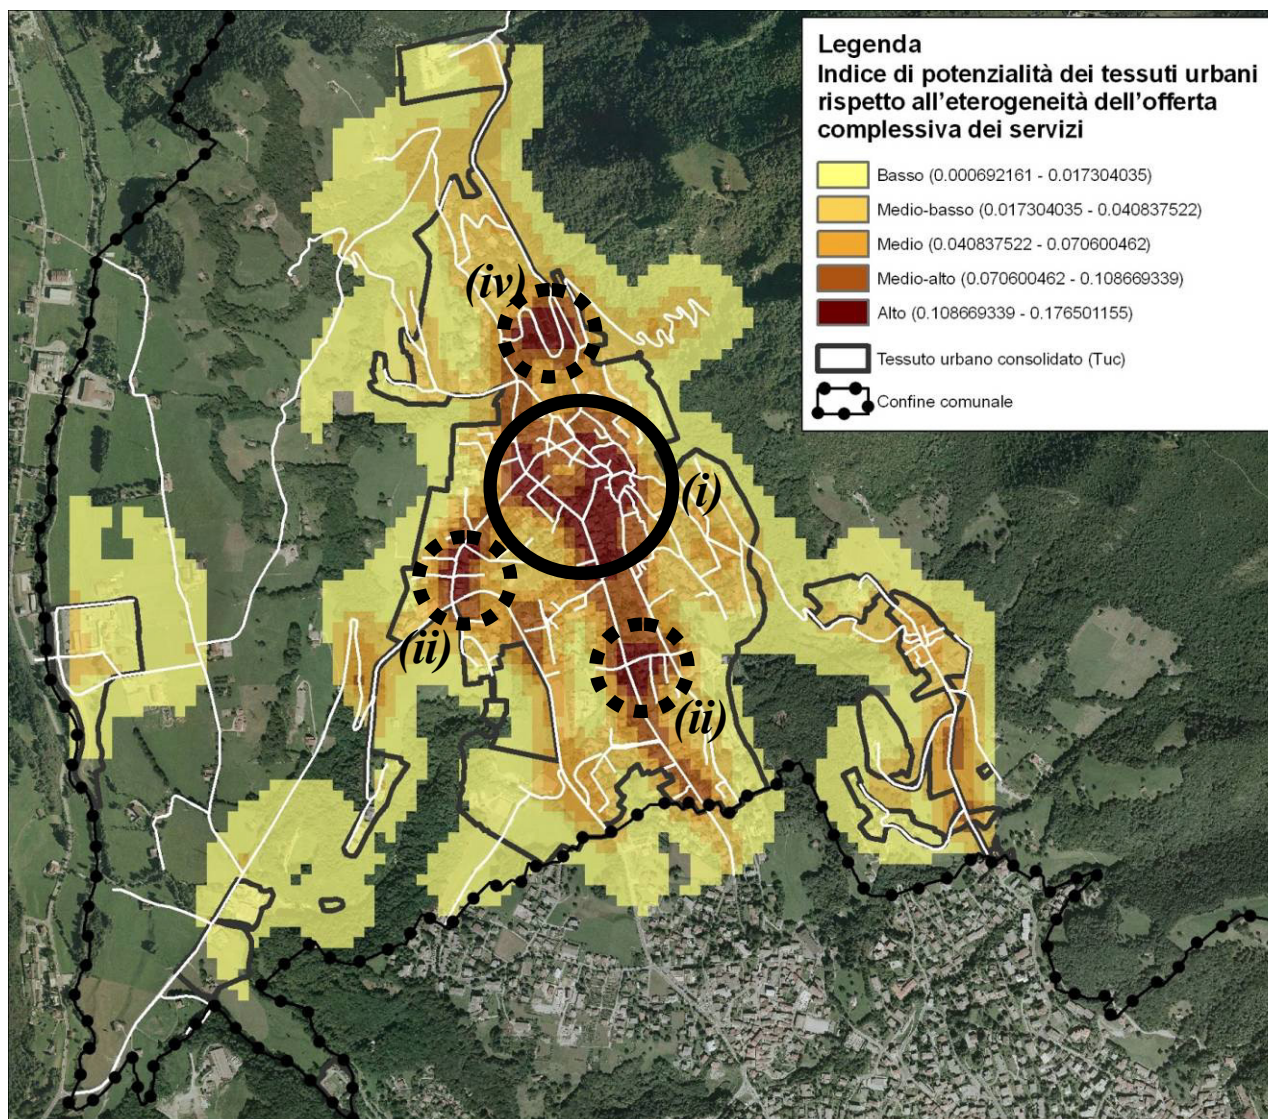 Legenda
Indice di potenzialità dei tessuti urbani
rispetto all'eterogeneità dell'offerta
complessiva dei servizi
Basso (0.000692161 - 0.017304035)
Medio-basso (0.017304035 - 0.040837522)
Medio (0.040837522 - 0.070600462)
Medio-alto (0.070600462 - 0.108669339)
Alto (0.108669339 - 0.176501155)
Tessuto urbano consolidato (Tuc)
Confine comunale
(iv)
(i)
(ii)
(ii)